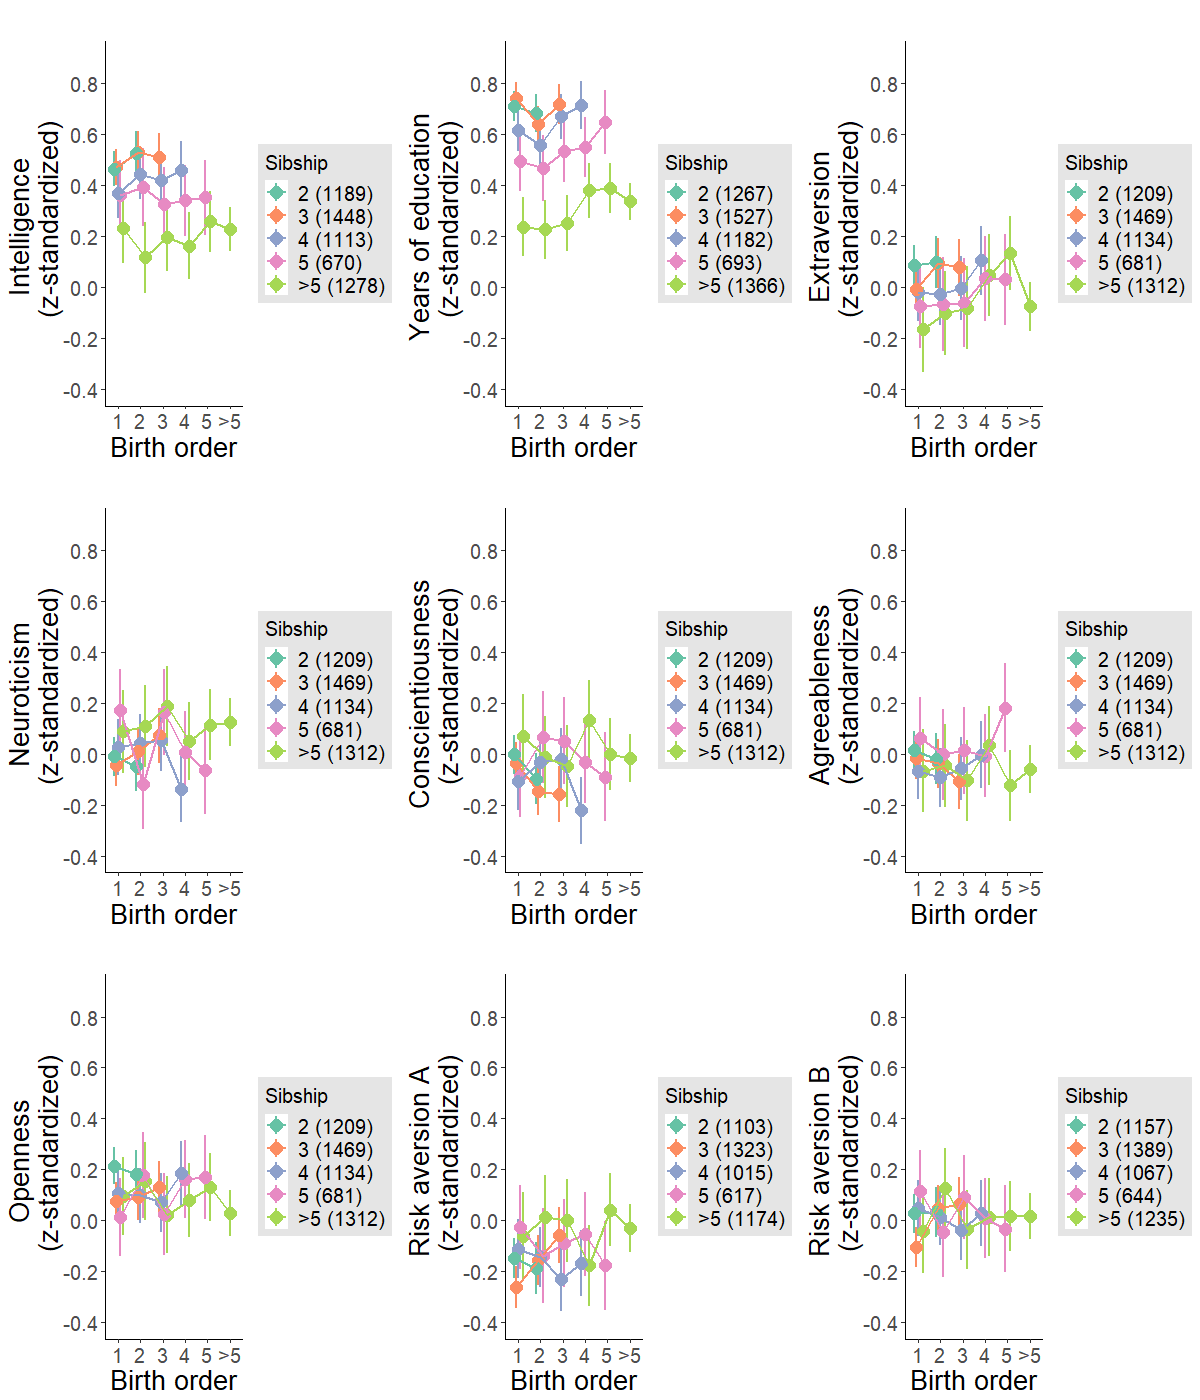 Intelligence
(z-standardized)
0.8
0.6
0.4
0.2
0.0
-0.2
-0.4
1 2 3 4 5 >5
Birth order
Sibship
2 (1189)
3 (1448)
4 (1113)
5 (670)
>5 (1278)
Years of education
(z-standardized)
0.8
0.6
0.4
0.2
0.0
-0.2
-0.4
1 2 3 4 5 >5
Birth order
Sibship
2 (1267)
3 (1527)
4 (1182)
5 (693)
>5 (1366)
Extraversion
(z-standardized)
0.8
0.6
0.4
0.2
0.0
-0.2
-0.4
1 2 3 4 5 >5
Birth order
Sibship
2 (1209)
3 (1469)
4 (1134)
5 (681)
>5 (1312)
Neuroticism
(z-standardized)
0.8
0.6
0.4
0.2
0.0
-0.2
-0.4
1 2 3 4 5 >5
Birth order
Sibship
2 (1209)
3 (1469)
4 (1134)
5 (681)
>5 (1312)
Conscientiousness
(z-standardized)
0.8
0.6
0.4
0.2
0.0
-0.2
-0.4
1 2 3 4 5 >5
Birth order
Sibship
2 (1209)
3 (1469)
4 (1134)
5 (681)
>5 (1312)
Agreeableness
(z-standardized)
0.8
0.6
0.4
0.2
0.0
-0.2
-0.4
1 2 3 4 5 >5
Birth order
Sibship
2 (1209)
3 (1469)
4 (1134)
5 (681)
>5 (1312)
Openness
(z-standardized)
0.8
0.6
0.4
0.2
0.0
-0.2
-0.4
1 2 3 4 5 >5
Birth order
Sibship
2 (1209)
3 (1469)
4 (1134)
5 (681)
>5 (1312)
Risk aversion A
(z-standardized)
0.8
0.6
0.4
0.2
0.0
-0.2
-0.4
1 2 3 4 5 >5
Birth order
Sibship
2 (1103)
3 (1323)
4 (1015)
5 (617)
>5 (1174)
Risk aversion B
(z-standardized)
0.8
0.6
0.4
0.2
0.0
-0.2
-0.4
1 2 3 4 5 >5
Birth order
Sibship
2 (1157)
3 (1389)
4 (1067)
5 (644)
>5 (1235)